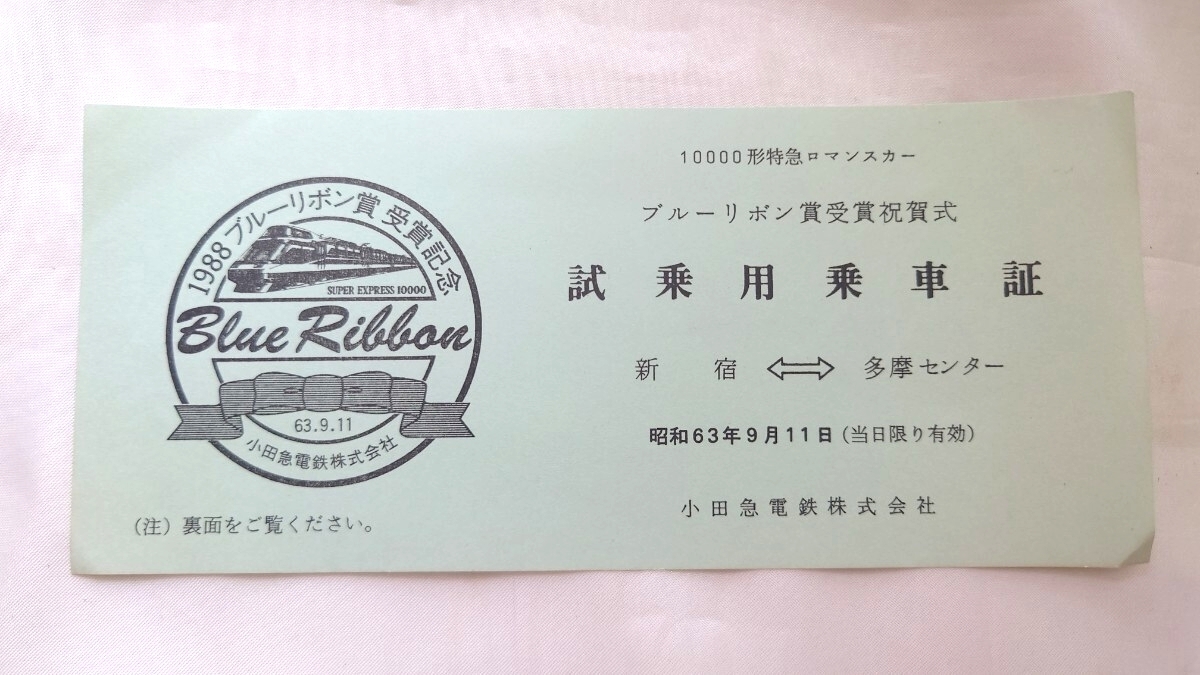 1988 ブルーリボン賞 受賞記念
SUPER EXPRESS 10000
Blue Ribbon
63.9.11
小田急電鉄株式会社
(注) 裏面をご覧ください。
10000形特急ロマンスカー
ブルーリボン賞受賞祝賀式
試乗用乗車証
新宿 ⇔ 多摩センター
昭和63年9月11日 (当日限り有効)
小田急電鉄株式会社